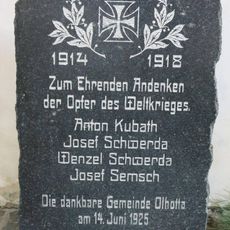 1914 1918
Zum Ehrenden Andenken
der Opfer des Weltkrieges.
Anton Kubath
Josef Schwerda
Wenzel Schwerda
Josef Semsch
Die dankbare Gemeinde Olhotta
am 14. Juni 1925